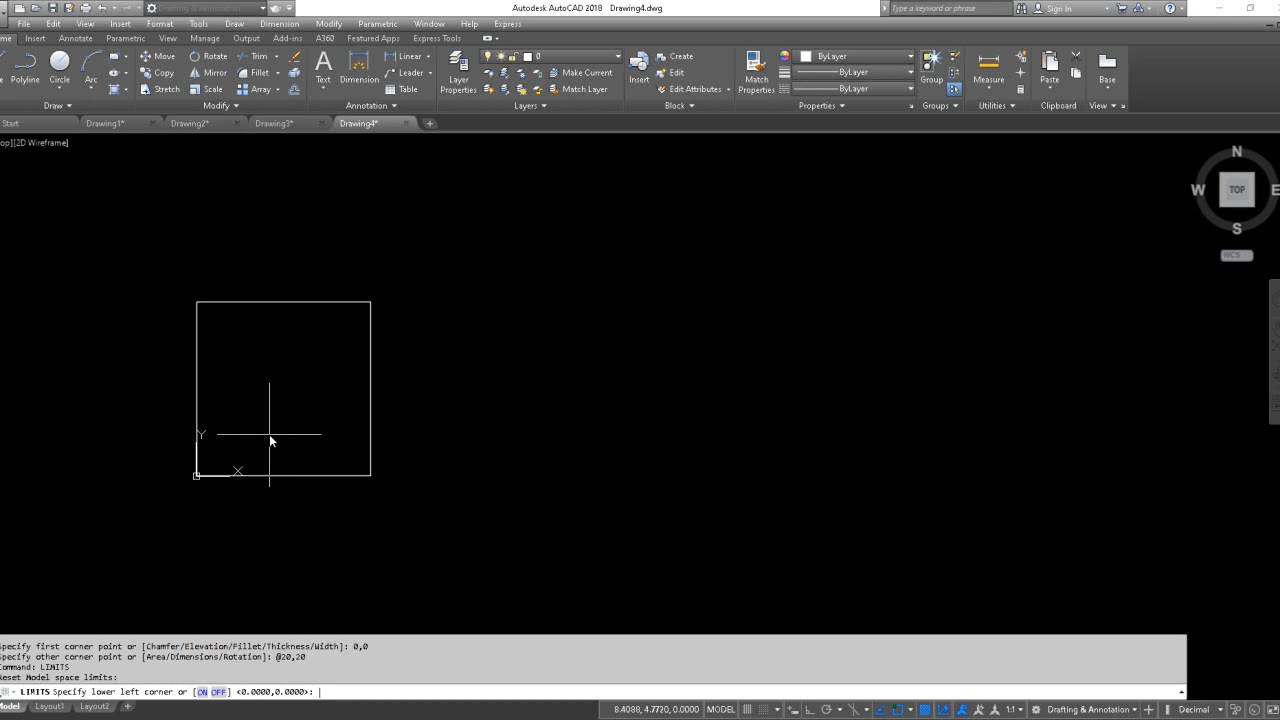 Autodesk AutoCAD 2018 Drawing4.dwg
Type a keyword or phrase
Sign In
File Edit View Insert Format Tools Draw Dimension Modify Parametric Window Help Express
me Insert Annotate Parametric View Manage Output Add-ins A360 Featured Apps Express Tools
Move Rotate Trim Linear 0 Create ByLayer
Polyline Circle Arc Copy Mirror Fillet Text Dimension Leader Layer Properties Make Current Insert Edit Match Properties ByLayer Group Measure Paste Base
Stretch Scale Array Table Match Layer Edit Attributes ByLayer
Draw Modify Annotation Layers Block Properties Groups Utilities Clipboard View
Start Drawing1* Drawing2* Drawing3* Drawing4*
op][2D Wireframe]
N
W TOP E
S
WCS
Y
X
Specify first corner point or [Chamfer/Elevation/Fillet/Thickness/Width]: 0,0
Specify other corner point or [Area/Dimensions/Rotation]: @20,20
Command: LIMITS
Reset Model space limits:
- LIMITS Specify lower left corner or [ON OFF] <0.0000,0.0000>:
Model Layout1 Layout2 +
8.4088, 4.7720, 0.0000 MODEL 1:1 Drafting & Annotation Decimal